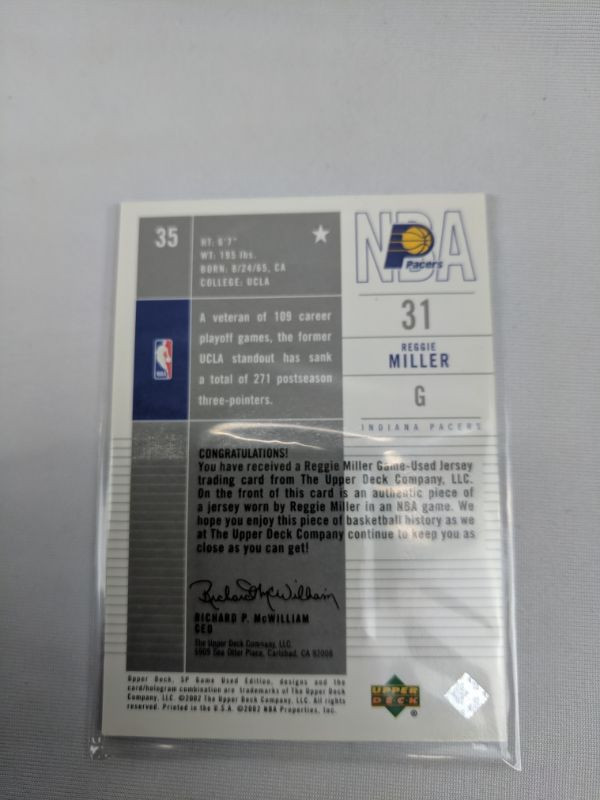 35
HT: 6'7"
WT: 195 lbs.
BORN: 8/24/65, CA
COLLEGE: UCLA
A veteran of 109 career
playoff games, the former
UCLA standout has sank
a total of 271 postseason
three-pointers.
NBA
NBA
Pacers
31
REGGIE
MILLER
G
INDIANA PACERS
CONGRATULATIONS!
You have received a Reggie Miller Game-Used Jersey
trading card from The Upper Deck Company, LLC.
On the front of this card is an authentic piece of
a jersey worn by Reggie Miller in an NBA game. We
hope you enjoy this piece of basketball history as we
at The Upper Deck Company continue to keep you as
close as you can get!
Richard P. McWilliam
RICHARD P. McWILLIAM
CEO
The Upper Deck Company, LLC.
5909 Sea Otter Place, Carlsbad, CA 92008
Upper Deck, SP Game Used Edition, designs and the
card/hologram combination are trademarks of The Upper Deck
Company, LLC. ©2002 The Upper Deck Company, LLC. All rights
reserved. Printed in the U.S.A. ©2002 NBA Properties, Inc.
UPPER
DECK
®